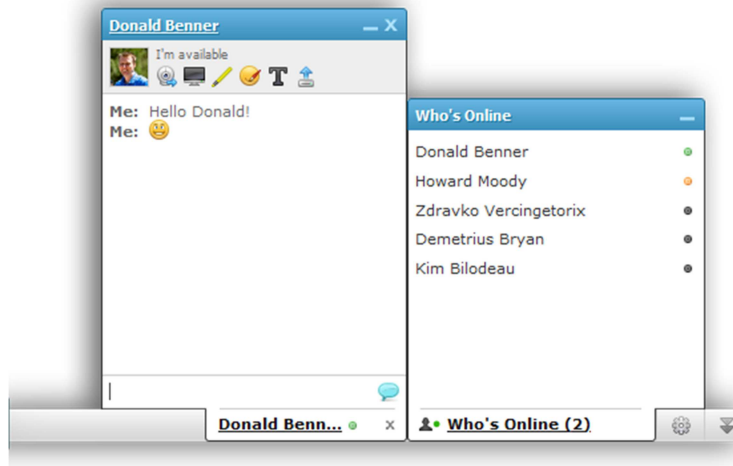 Donald Benner
I'm available
Me: Hello Donald!
Me:
Who's Online
Donald Benner
Howard Moody
Zdravko Vercingetorix
Demetrius Bryan
Kim Bilodeau
Donald Benn...
Who's Online (2)